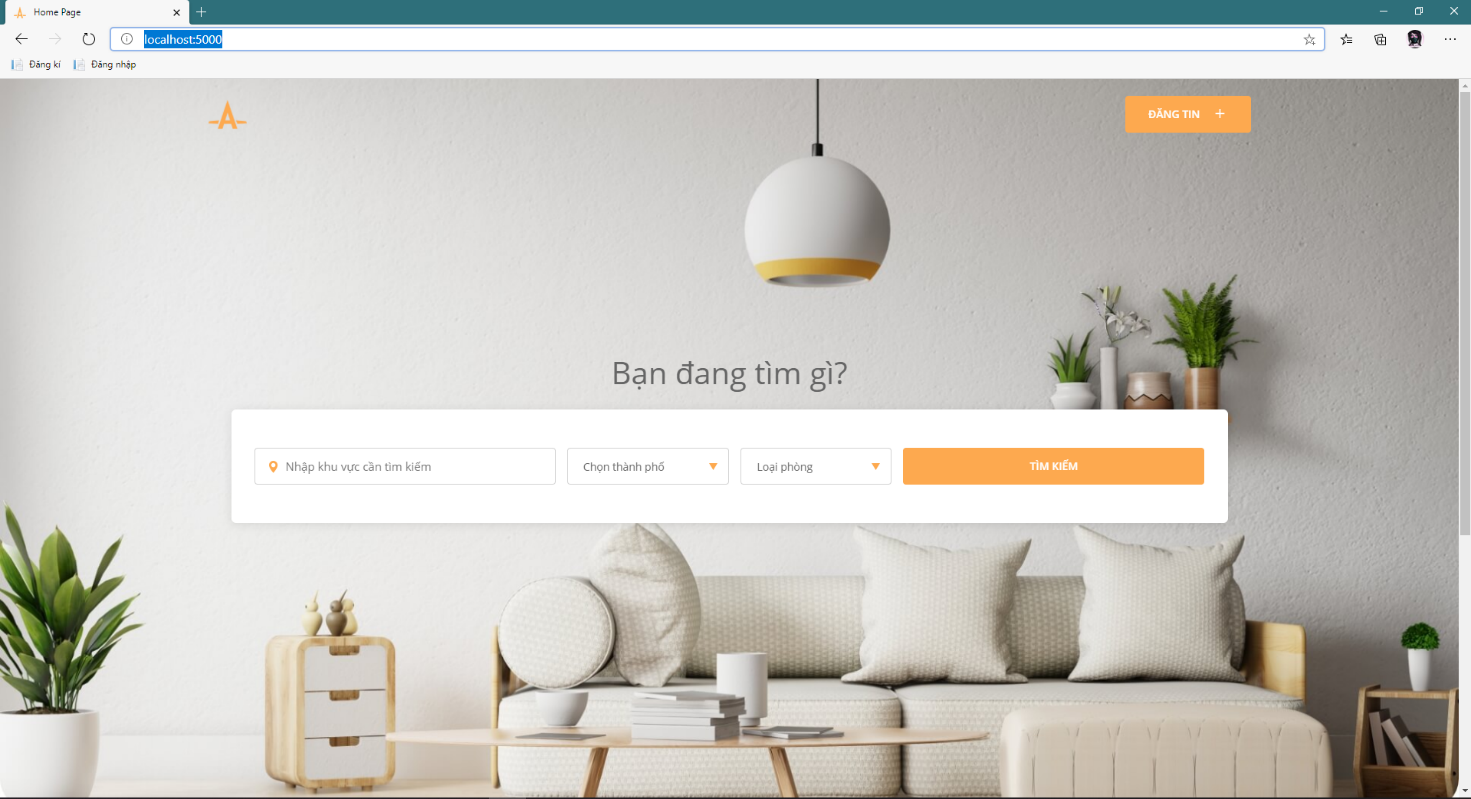 Home Page
localhost:5000
Đăng kí
Đăng nhập
ĐĂNG TIN +
Bạn đang tìm gì?
Nhập khu vực cần tìm kiếm
Chọn thành phố
Loại phòng
TÌM KIẾM